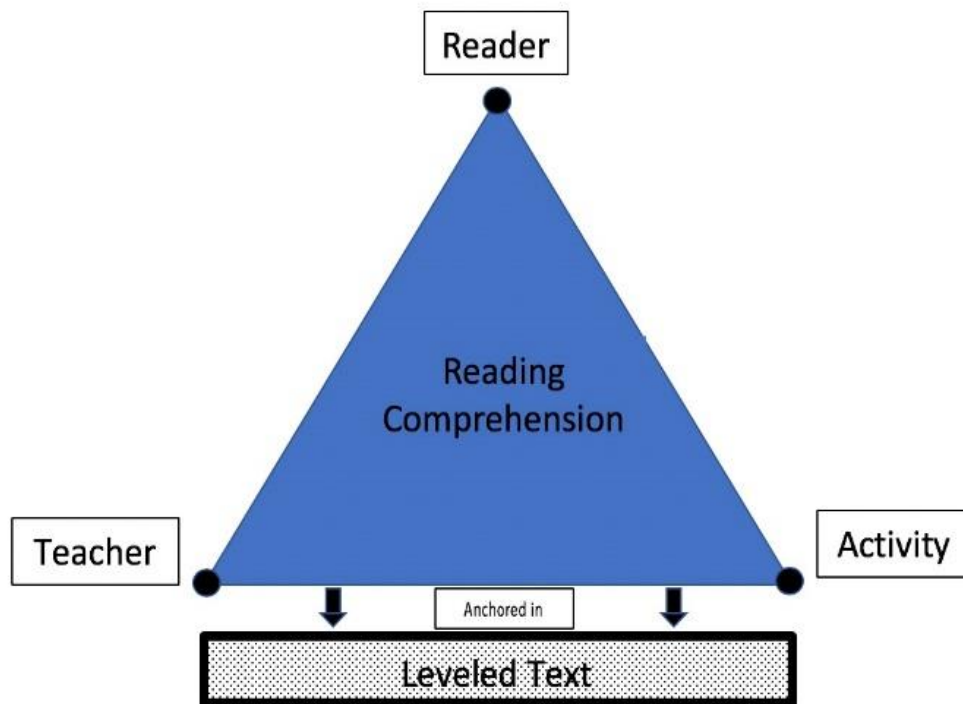 Reader
Reading
Comprehension
Teacher
Activity
Anchored in
Leveled Text